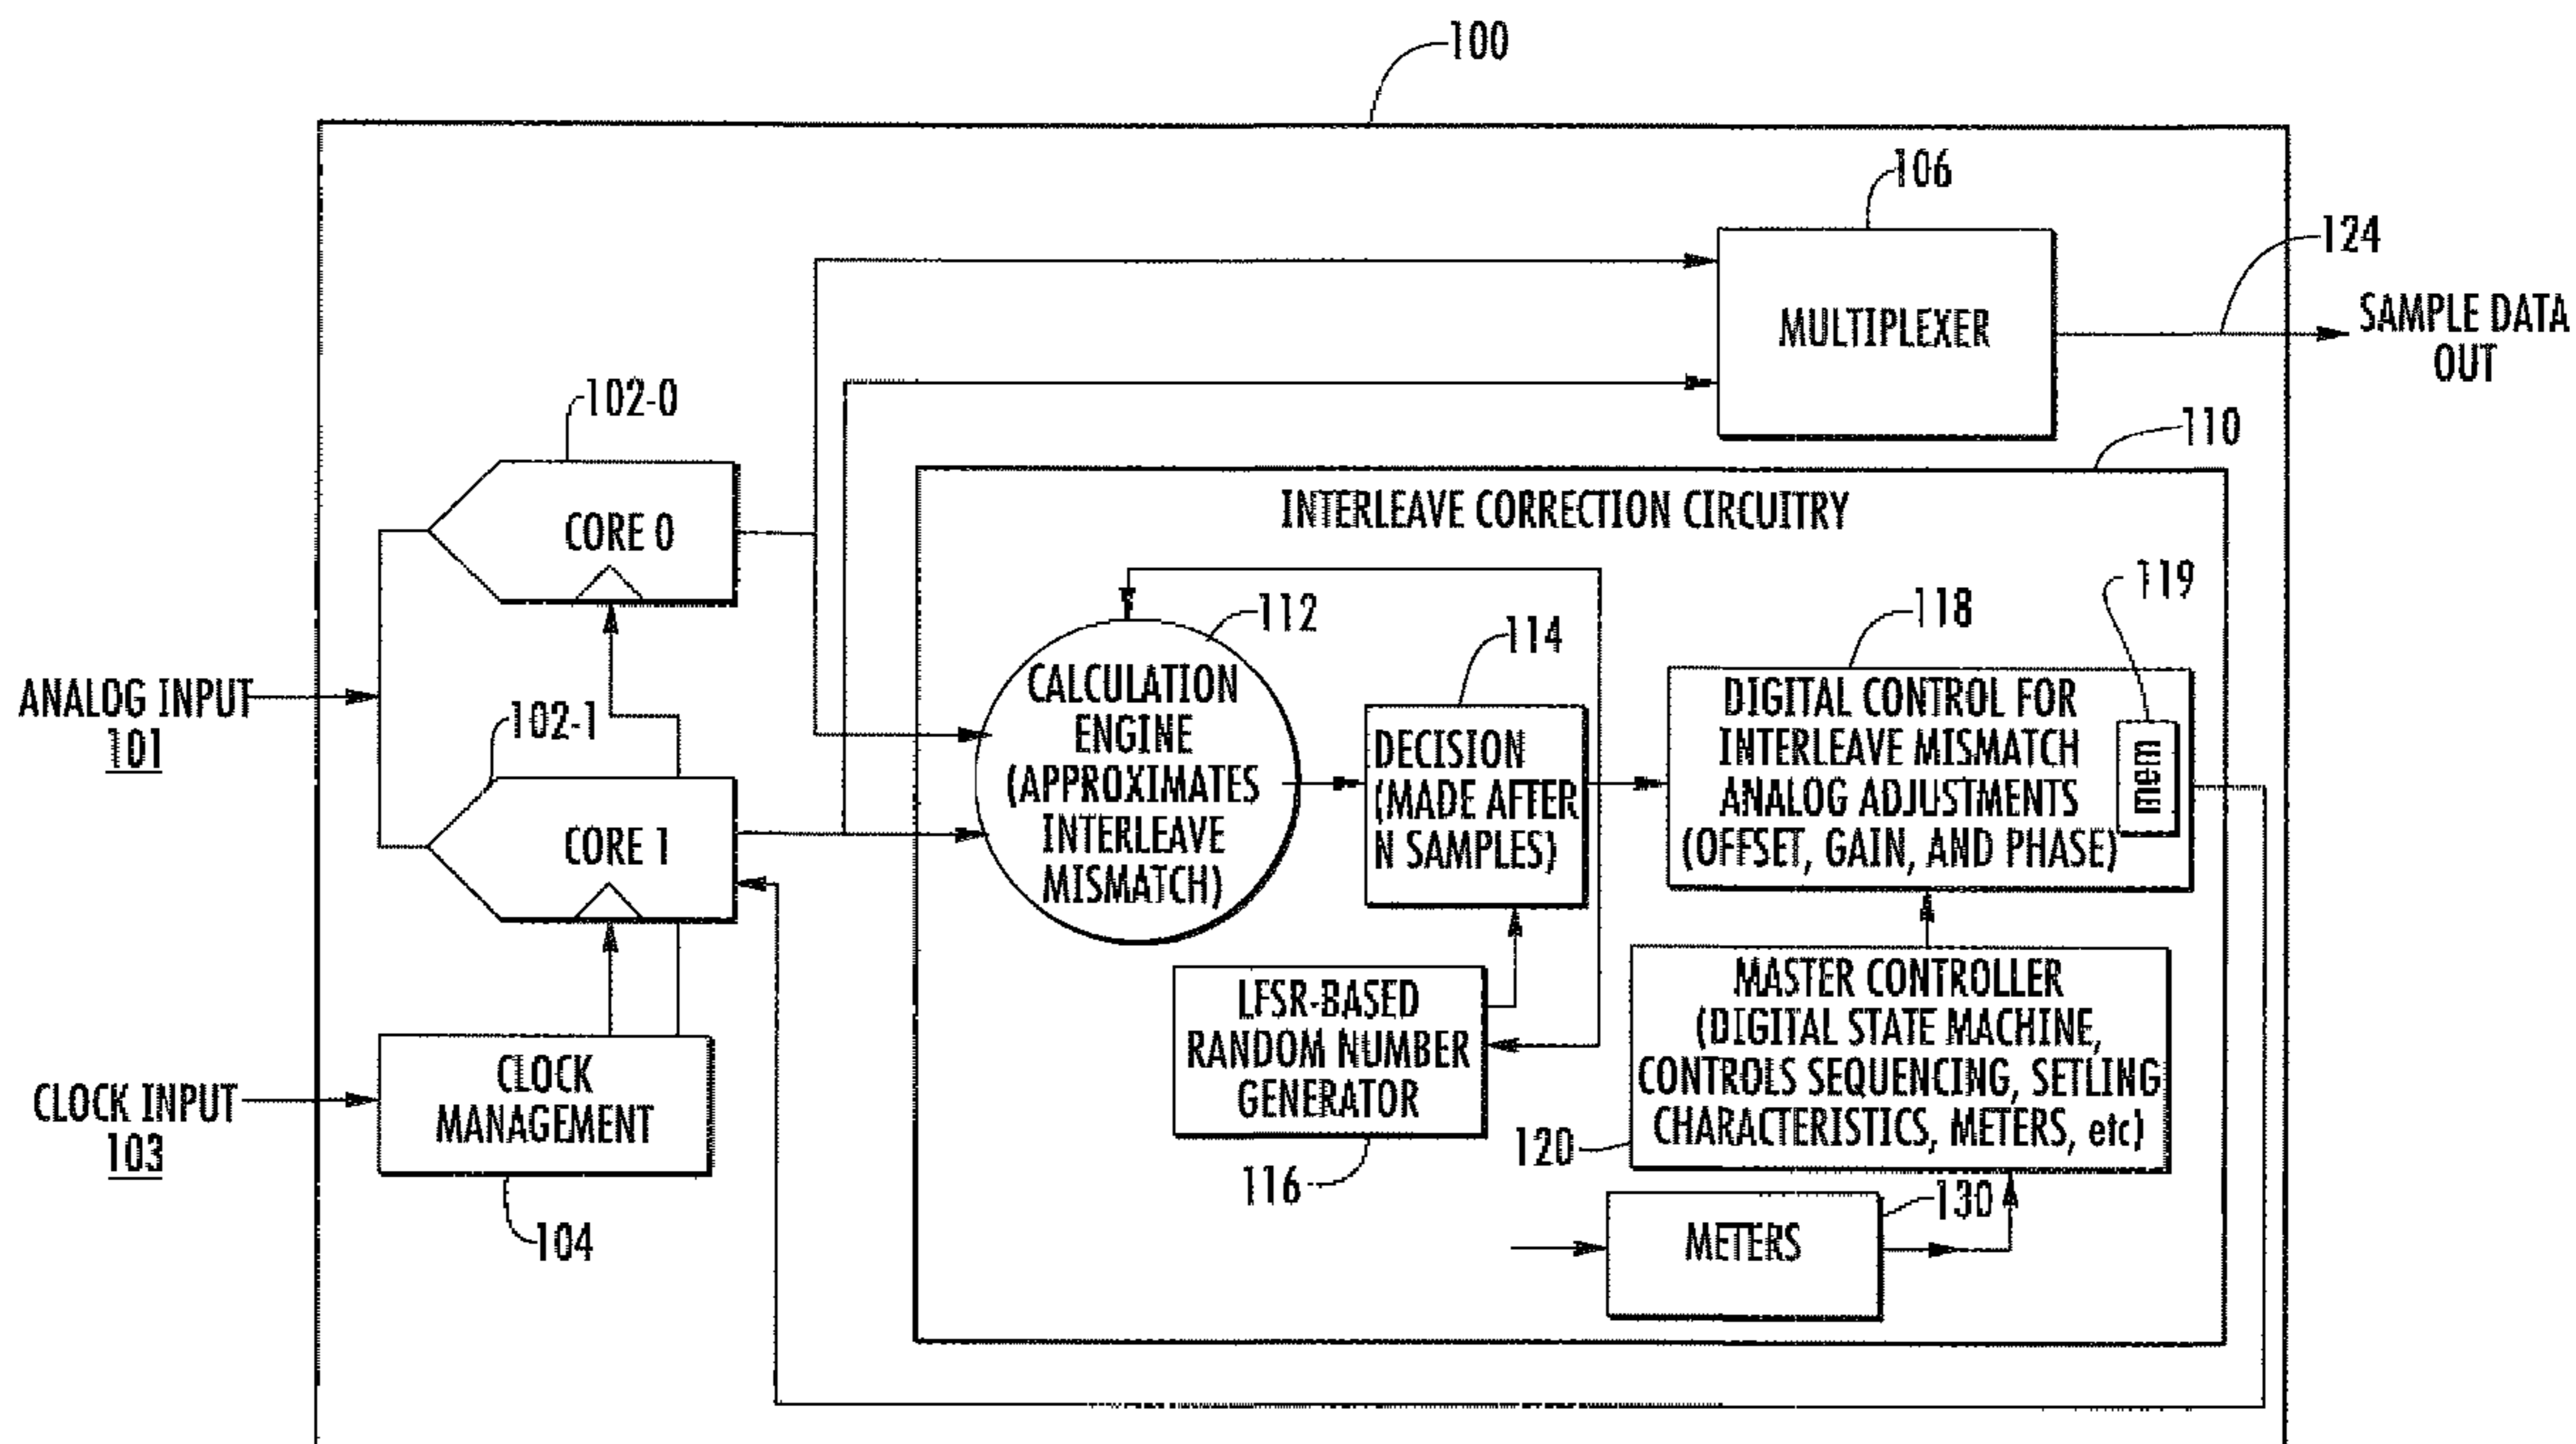 100
106
MULTIPLEXER
124
SAMPLE DATA
OUT
102-0
CORE 0
110
INTERLEAVE CORRECTION CIRCUITRY
ANALOG INPUT
101
102-1
CORE 1
112
CALCULATION
ENGINE
(APPROXIMATES
INTERLEAVE
MISMATCH)
114
DECISION
(MADE AFTER
N SAMPLES)
118
119
DIGITAL CONTROL FOR
INTERLEAVE MISMATCH
ANALOG ADJUSTMENTS
(OFFSET, GAIN, AND PHASE)
mem
LFSR-BASED
RANDOM NUMBER
GENERATOR
116
MASTER CONTROLLER
(DIGITAL STATE MACHINE,
CONTROLS SEQUENCING, SETLING
CHARACTERISTICS, METERS, etc)
120
CLOCK INPUT
103
CLOCK
MANAGEMENT
104
METERS
130